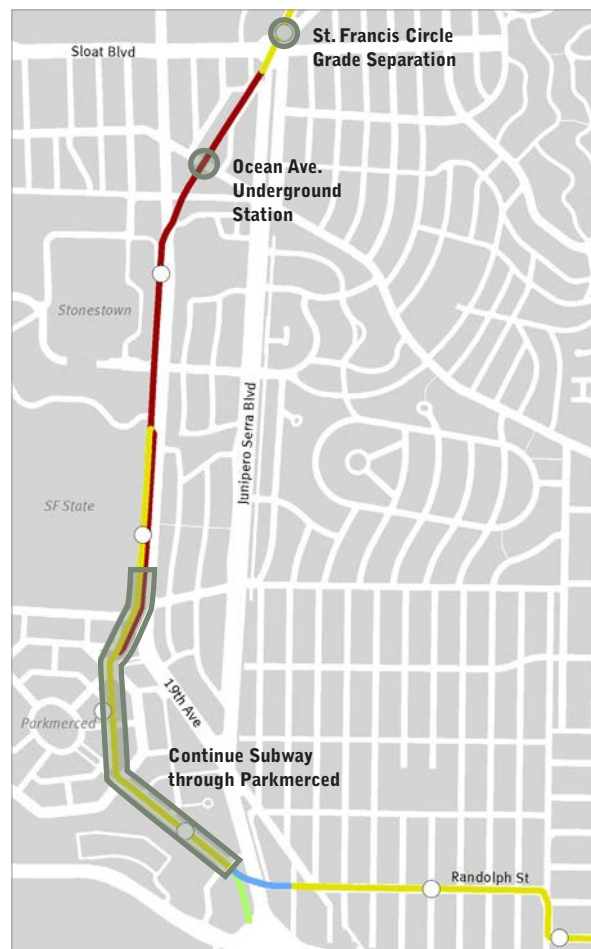 Sloat Blvd
St. Francis Circle
Grade Separation
Ocean Ave.
Underground
Station
Stonestown
Junipero Serra Blvd
SF State
19th Ave
Parkmerced
Continue Subway
through Parkmerced
Randolph St